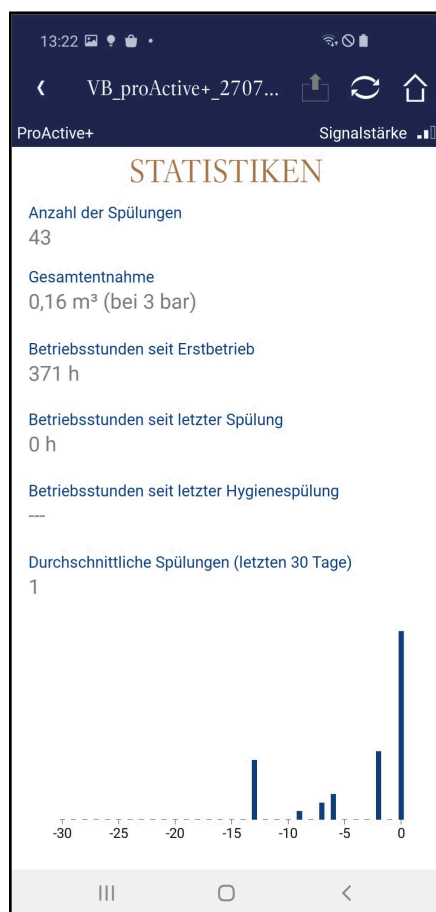 13:22
VB_proActive+_2707...
ProActive+ Signalstärke
STATISTIKEN
Anzahl der Spülungen
43
Gesamtentnahme
0,16 m³ (bei 3 bar)
Betriebsstunden seit Erstbetrieb
371 h
Betriebsstunden seit letzter Spülung
0 h
Betriebsstunden seit letzter Hygienespülung
---
Durchschnittliche Spülungen (letzten 30 Tage)
1
-30 -25 -20 -15 -10 -5 0